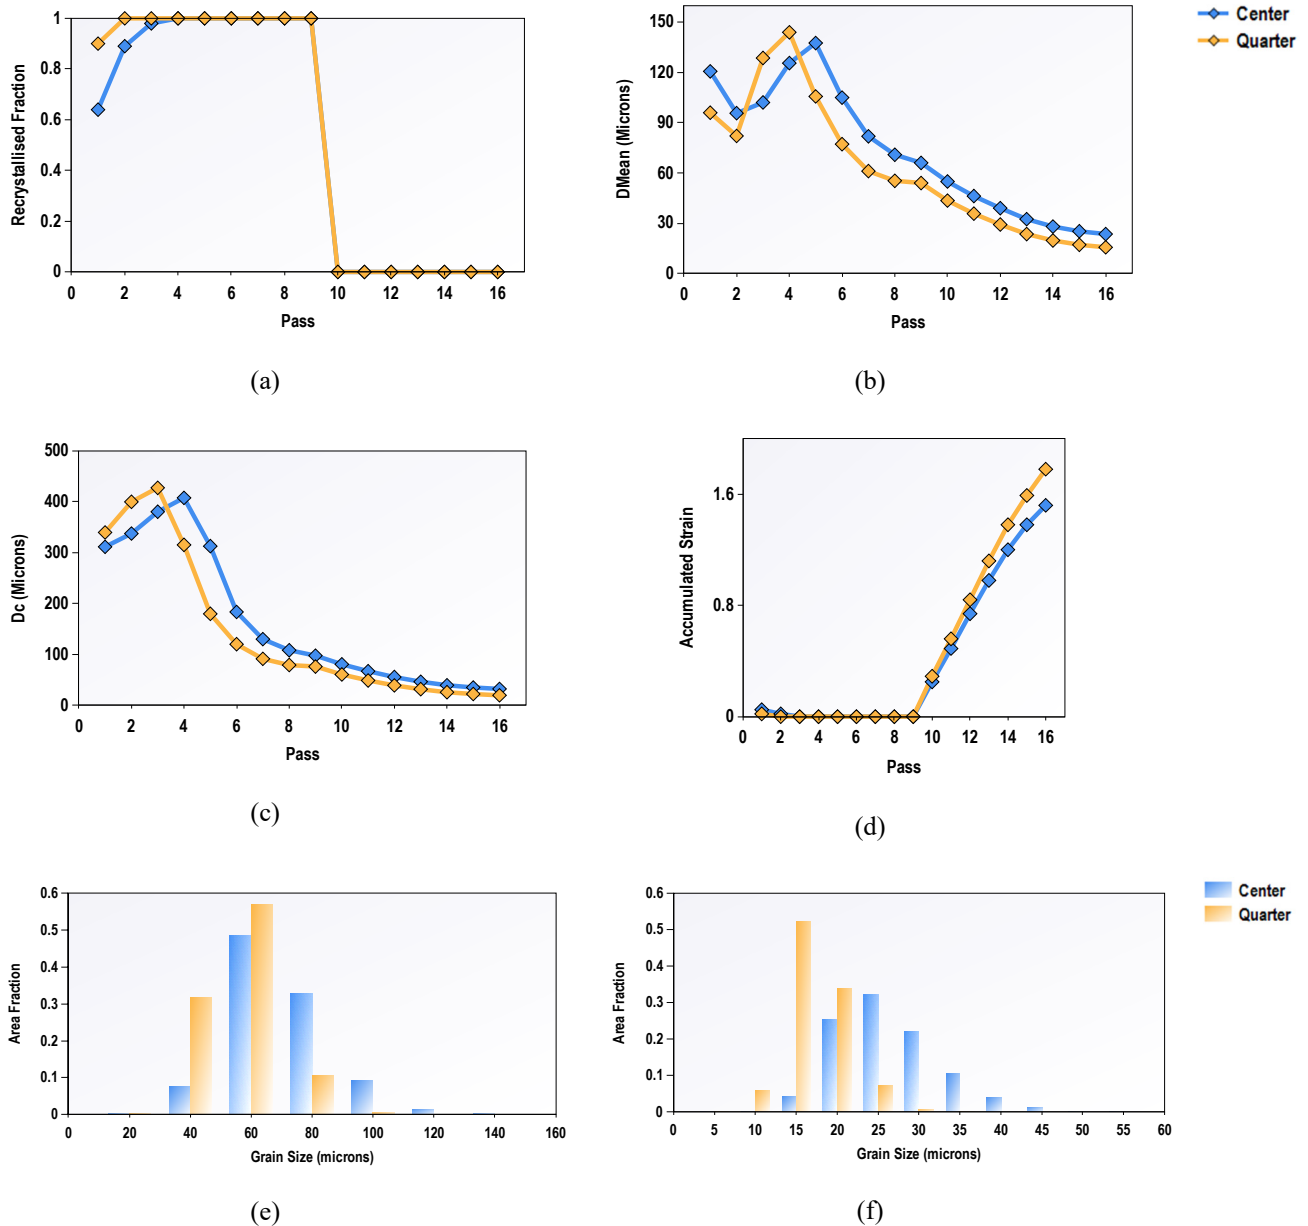 1
0.8
0.6
0.4
0.2
0
Recrystallised Fraction
0 2 4 6 8 10 12 14 16
Pass
(a)
150
120
90
60
30
0
DMean (Microns)
0 2 4 6 8 10 12 14 16
Pass
(b)
Center
Quarter
500
400
300
200
100
0
Dc (Microns)
0 2 4 6 8 10 12 14 16
Pass
(c)
1.6
0.8
0
Accumulated Strain
0 2 4 6 8 10 12 14 16
Pass
(d)
0.6
0.5
0.4
0.3
0.2
0.1
0
Area Fraction
0 20 40 60 80 100 120 140 160
Grain Size (microns)
(e)
0.6
0.5
0.4
0.3
0.2
0.1
0
Area Fraction
0 5 10 15 20 25 30 35 40 45 50 55 60
Grain Size (microns)
(f)
Center
Quarter